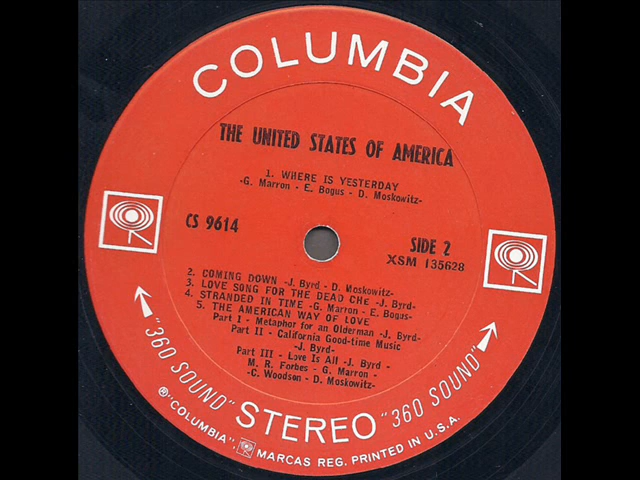 COLUMBIA
THE UNITED STATES OF AMERICA
1. WHERE IS YESTERDAY
-G. Marron - E. Bogus - D. Moskowitz-
CS 9614
SIDE 2
XSM 135628
2. COMING DOWN -J. Byrd - D. Moskowitz-
3. LOVE SONG FOR THE DEAD CHE -J. Byrd-
4. STRANDED IN TIME -G. Marron - E. Bogus-
5. THE AMERICAN WAY OF LOVE
Part I - Metaphor for an Olderman -J. Byrd-
Part II - California Good-time Music
-J. Byrd-
Part III - Love Is All -J. Byrd -
M. R. Forbes - G. Marron -
-C. Woodson - D. Moskowitz-
"360 SOUND" STEREO "360 SOUND"
®"COLUMBIA", MARCAS REG. PRINTED IN U.S.A.